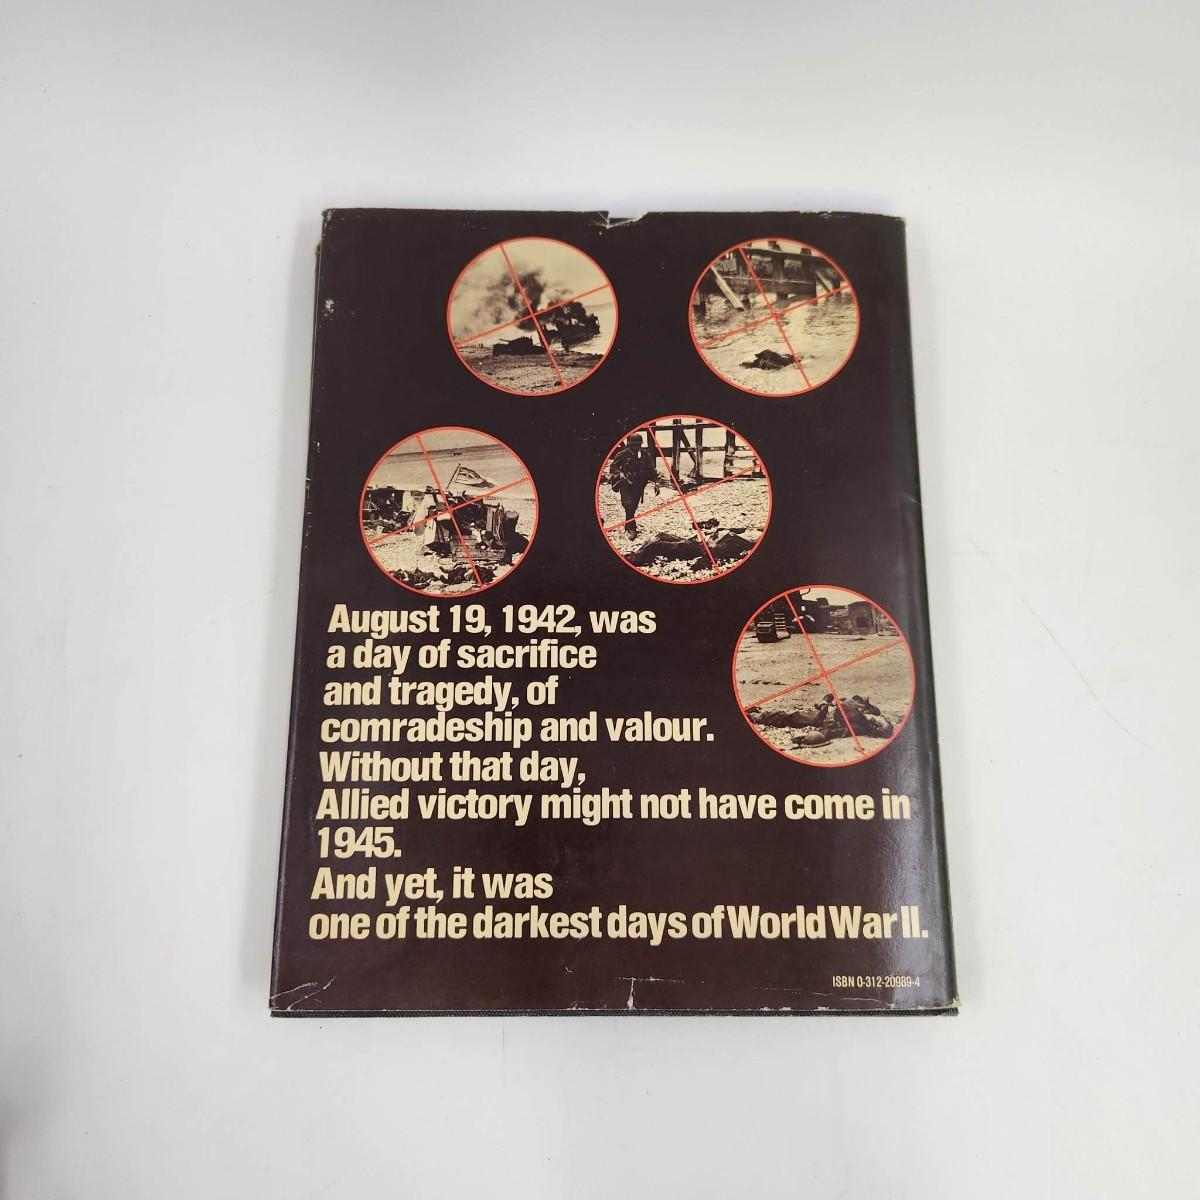 August 19, 1942, was
a day of sacrifice
and tragedy, of
comradeship and valour.
Without that day,
Allied victory might not have come in
1945.
And yet, it was
one of the darkest days of World War II.
ISBN 0-312-20989-4